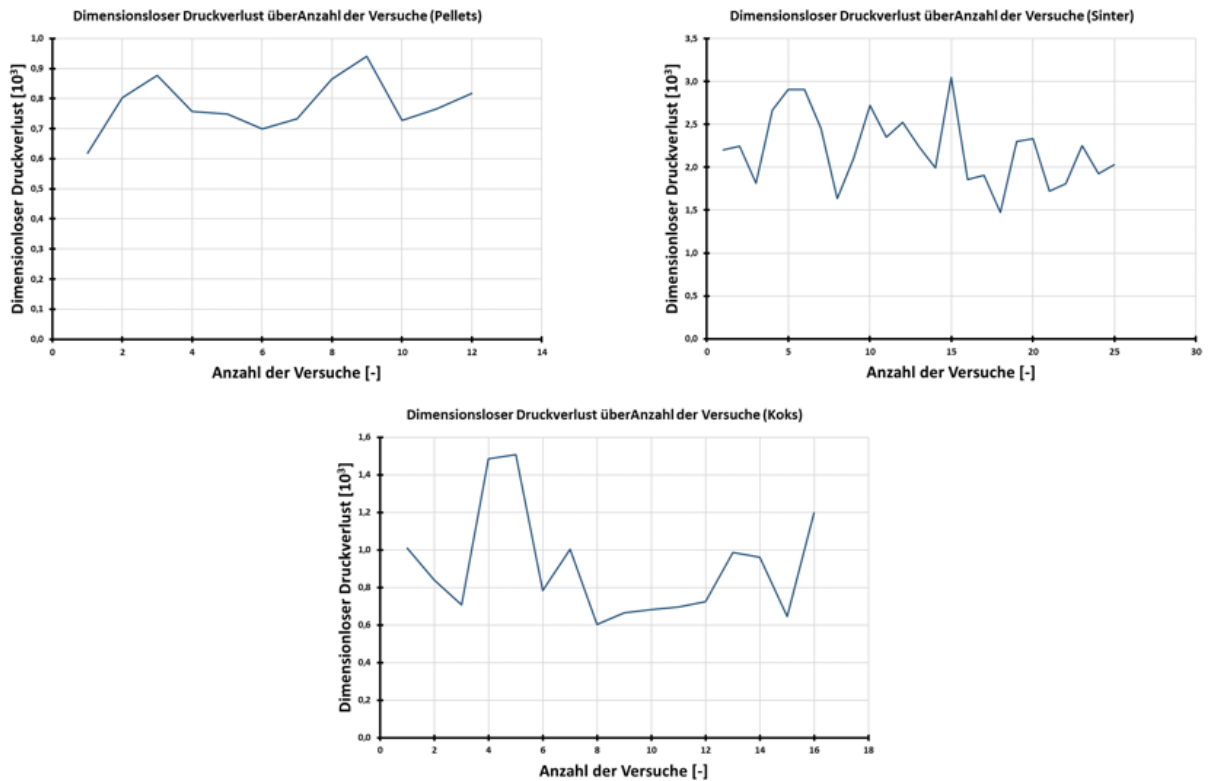 Dimensionsloser Druckverlust überAnzahl der Versuche (Pellets)
Dimensionloser Druckverlust [10³]
1,0
0,9
0,8
0,7
0,6
0,5
0,4
0,3
0,2
0,1
0,0
0 2 4 6 8 10 12 14
Anzahl der Versuche [-]
Dimensionsloser Druckverlust überAnzahl der Versuche (Sinter)
Dimensionloser Druckverlust [10³]
3,5
3,0
2,5
2,0
1,5
1,0
0,5
0,0
0 5 10 15 20 25 30
Anzahl der Versuche [-]
Dimensionsloser Druckverlust überAnzahl der Versuche (Koks)
Dimensionloser Druckverlust [10³]
1,6
1,4
1,2
1,0
0,8
0,6
0,4
0,2
0,0
0 2 4 6 8 10 12 14 16 18
Anzahl der Versuche [-]